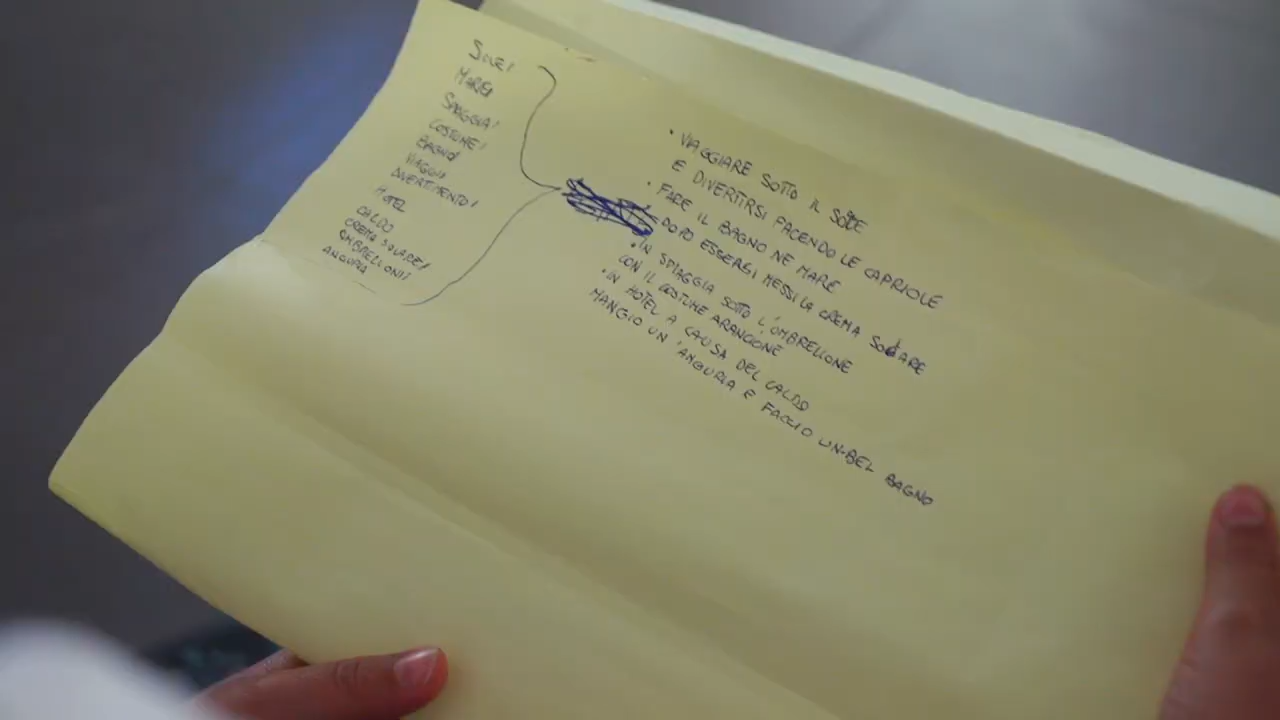 SOLE!
MARE!
SPIAGGIA!
COSTUME!
BAGNO!
VIAGGI!
DIVERTIMENTO!
HOTEL
CALDO
CREMA SOLARE!
OMBRELLONI!
ANGURIA
• VIAGGIARE SOTTO IL SOLE
E DIVERTIRSI FACENDO LE CAPRIOLE
• FARE IL BAGNO NE MARE
DOPO ESSERSI MESSI LA CREMA SOLARE
• IN SPIAGGIA SOTTO L'OMBRELLONE
CON IL COSTUME ARANCIONE
• IN HOTEL A CAUSA DEL CALDO
MANGIO UN'ANGURIA E FACCIO UN BEL BAGNO